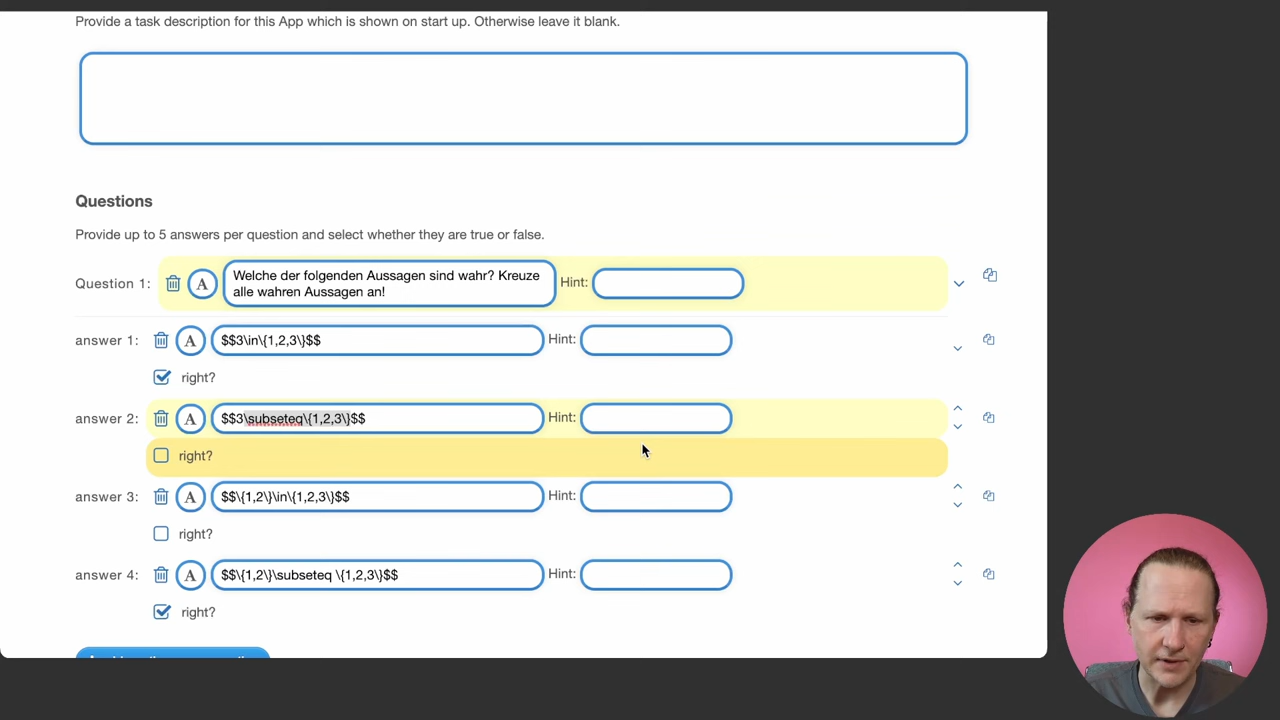 Provide a task description for this App which is shown on start up. Otherwise leave it blank.
Questions
Provide up to 5 answers per question and select whether they are true or false.
Question 1: A Welche der folgenden Aussagen sind wahr? Kreuze Hint:
alle wahren Aussagen an!
answer 1: A $$3\in\{1,2,3\}$$ Hint:
right?
answer 2: A $$3\subseteq\{1,2,3\}$$ Hint:
right?
answer 3: A $$\{1,2\}\in\{1,2,3\}$$ Hint:
right?
answer 4: A $$\{1,2\}\subseteq \{1,2,3\}$$ Hint:
right?